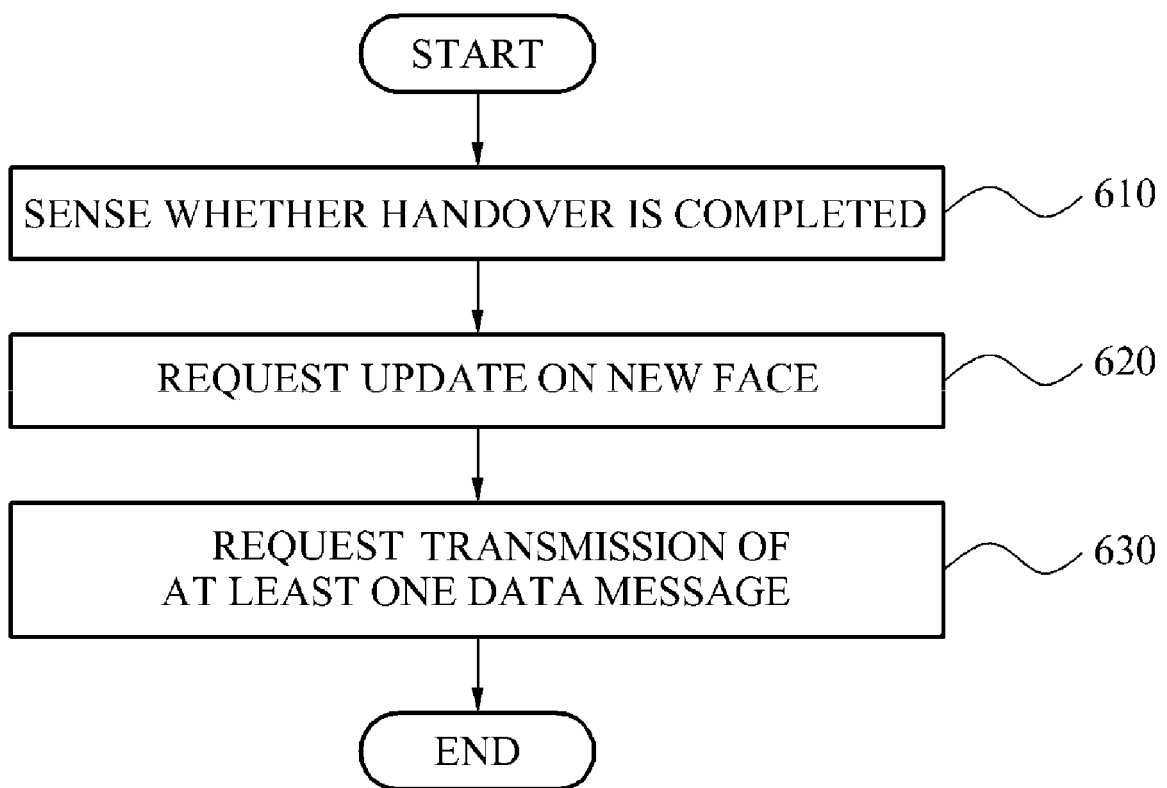 START
SENSE WHETHER HANDOVER IS COMPLETED
610
REQUEST UPDATE ON NEW FACE
620
REQUEST TRANSMISSION OF
AT LEAST ONE DATA MESSAGE
630
END